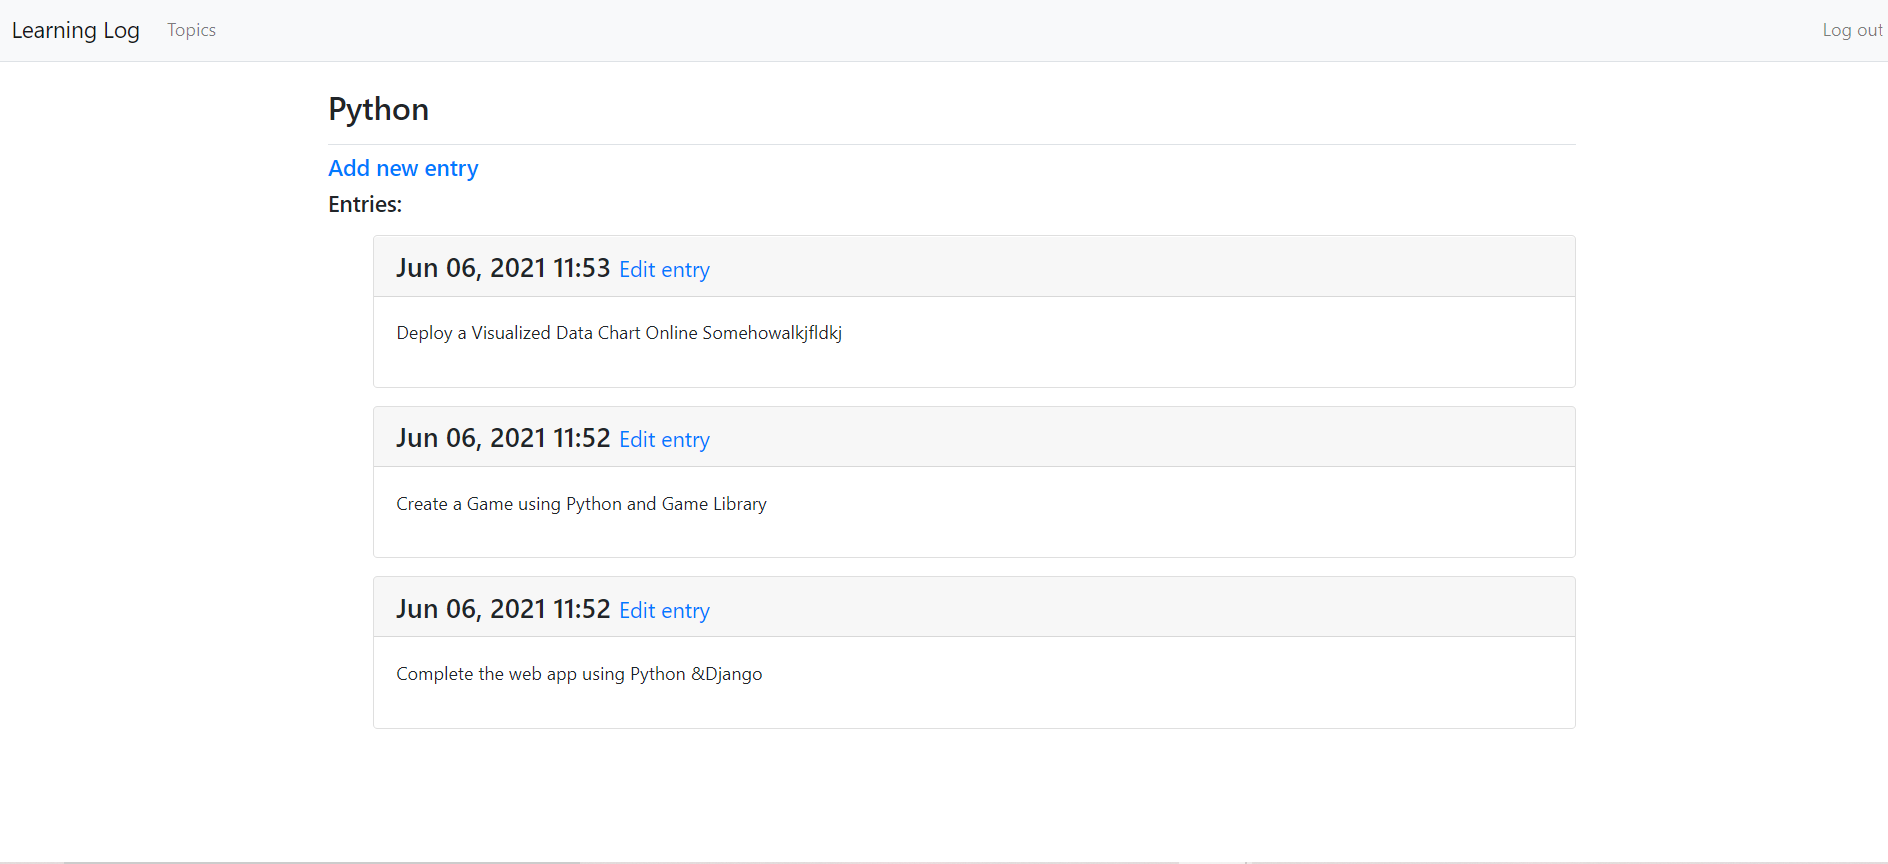 Learning Log Topics Log out
Python
Add new entry
Entries:
Jun 06, 2021 11:53 Edit entry
Deploy a Visualized Data Chart Online Somehowalkjfldkj
Jun 06, 2021 11:52 Edit entry
Create a Game using Python and Game Library
Jun 06, 2021 11:52 Edit entry
Complete the web app using Python &Django